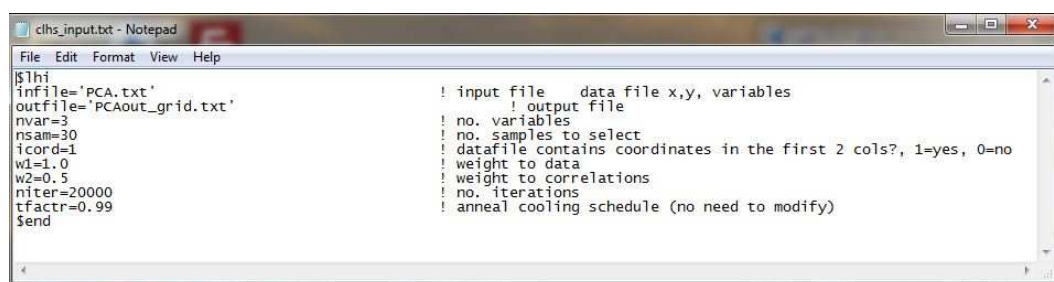 clhs_input.txt - Notepad
File Edit Format View Help
$lhi
infile='PCA.txt' ! input file data file x,y, variables
outfile='PCAout_grid.txt' ! output file
nvar=3 ! no. variables
nsam=30 ! no. samples to select
icord=1 ! datafile contains coordinates in the first 2 cols?, 1=yes, 0=no
w1=1.0 ! weight to data
w2=0.5 ! weight to correlations
niter=20000 ! no. iterations
tfactr=0.99 ! anneal cooling schedule (no need to modify)
$end